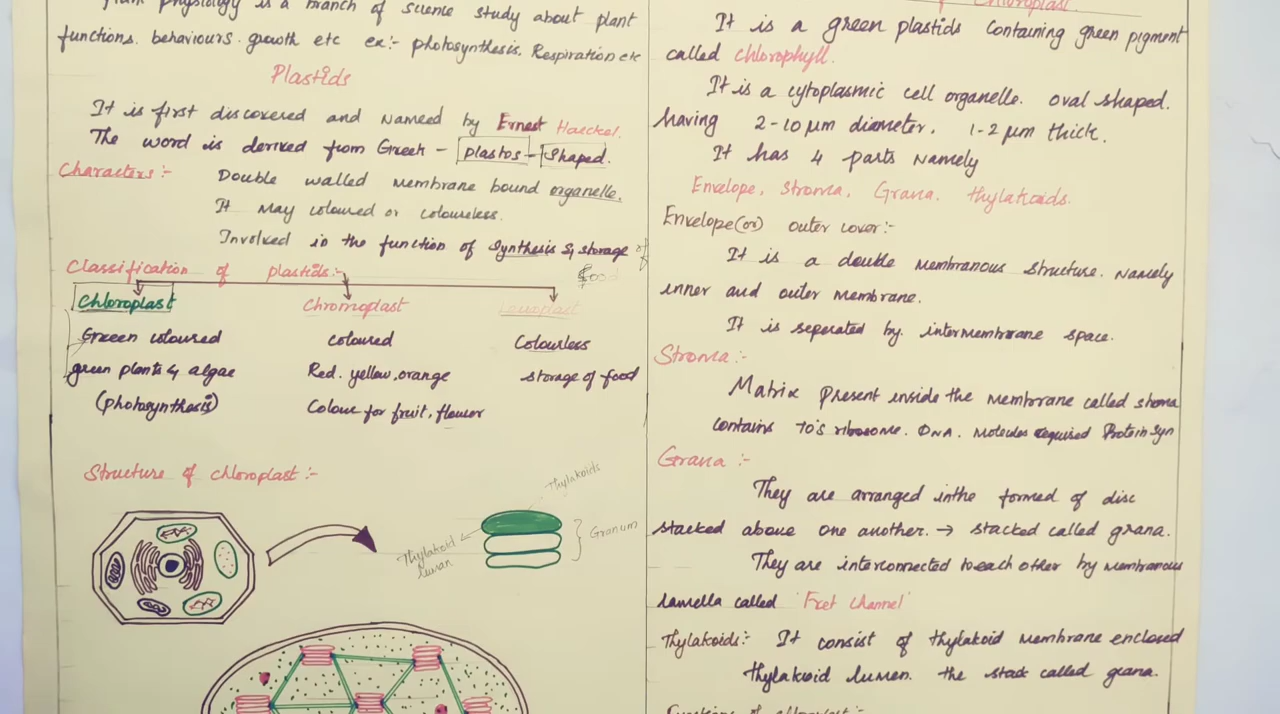 Plant physiology is a branch of science study about plant
functions. behaviours. growth etc ex:- photosynthesis. Respiration etc
Plastids
It is first discovered and Nameed by Ernest Haeckel.
The word is derived from Greek - plastos - Shaped.
Characters:- Double walled membrane bound organelle.
It May coloured or colourless.
Involved in the function of Synthesis & storage of
food
Classification of plastids:-
Chloroplast Chromoplast Leucoplast
Green coloured coloured Colourless
green plants & algae Red. yellow, orange storage of food
(photosynthesis) Colour for fruit, flower
Structure of chloroplast :-
Thylakoids
Granum
Thylakoid
lumen
of Chloroplast.
It is a green plastids Containing green pigment
called Chlorophyll.
It is a cytoplasmic cell organelle. oval shaped.
having 2-10 μm diameter. 1-2 μm thick.
It has 4 parts Namely
Envelope, Stroma, Grana. thylakoids.
Envelope (or) outer cover:-
It is a double Membranous structure. Namely
inner and outer membrane.
It is seperated by intermembrane space.
Stroma :-
Matrix Present inside the membrane called stroma
contains 70's ribosome. DNA. Molecules required Protein Syn
Grana :-
They are arranged in the formed of disc
stacked above one another. → stacked called grana.
They are interconnected to each other by Membranous
lamella called 'Fret Channel'
Thylakoids:- It consist of thylakoid Membrane enclosed
thylakoid lumen. the stack called grana.
Functions of chloroplast :-